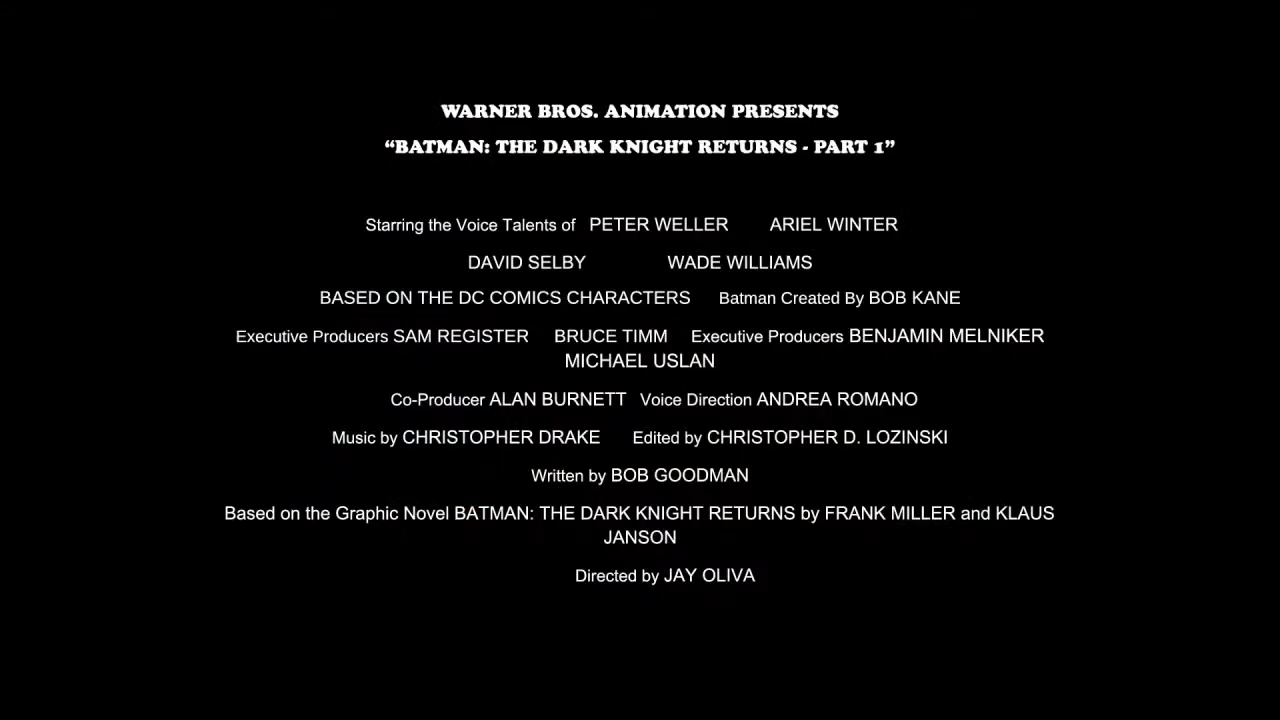 WARNER BROS. ANIMATION PRESENTS
“BATMAN: THE DARK KNIGHT RETURNS - PART 1”
Starring the Voice Talents of PETER WELLER ARIEL WINTER
DAVID SELBY WADE WILLIAMS
BASED ON THE DC COMICS CHARACTERS Batman Created By BOB KANE
Executive Producers SAM REGISTER BRUCE TIMM Executive Producers BENJAMIN MELNIKER
MICHAEL USLAN
Co-Producer ALAN BURNETT Voice Direction ANDREA ROMANO
Music by CHRISTOPHER DRAKE Edited by CHRISTOPHER D. LOZINSKI
Written by BOB GOODMAN
Based on the Graphic Novel BATMAN: THE DARK KNIGHT RETURNS by FRANK MILLER and KLAUS
JANSON
Directed by JAY OLIVA